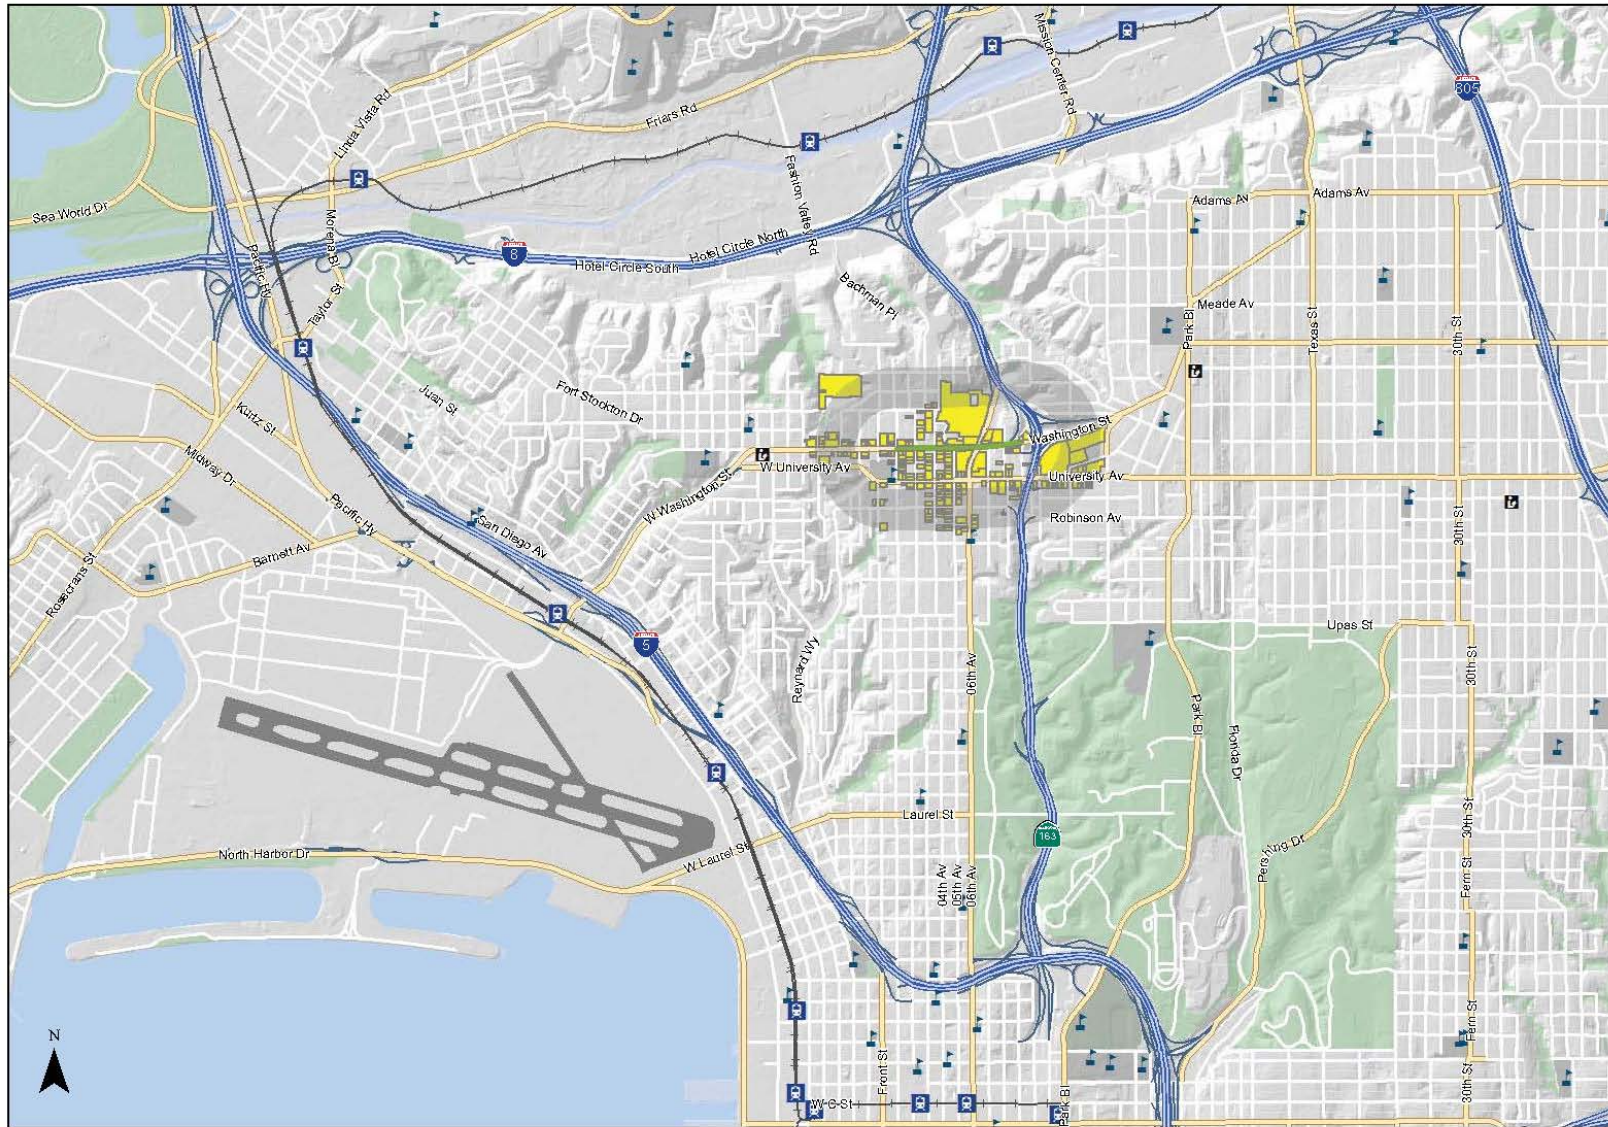 Mission Center Rd
805
Linda Vista Rd
Friars Rd
Fashion Valley Rd
Adams Av
Adams Av
Sea World Dr
Morena Bl
Pacific Hy
8
Hotel Circle North
Hotel Circle South
Bachman Pl
Meade Av
Taylor St
Park Bl
Texas St
30th St
Juan St
Fort Stockton Dr
Kurtz St
Washington St
Midway Dr
W University Av
University Av
W Washington St
Pacific Hy
San Diego Av
Robinson Av
30th St
Barnett Av
Rosecrans St
Upas St
5
Reynard Wy
06th Av
30th St
Park Bl
Florida Dr
Laurel St
30th St
163
North Harbor Dr
W Laurel St
Pershing Dr
04th Av
05th Av
06th Av
Fern St
N
Fern St
Front St
30th St
W C St
Park Bl